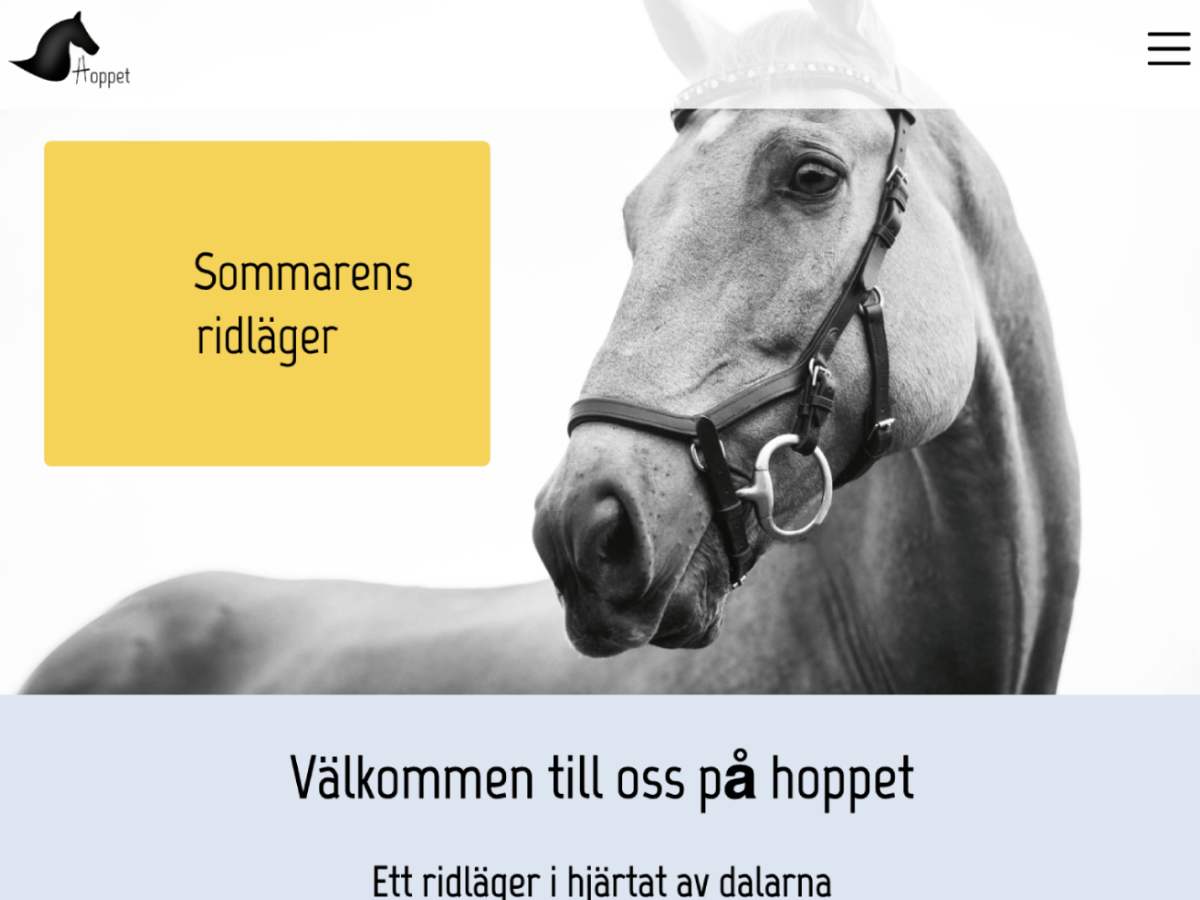 Hoppet
Sommarens
ridläger
Välkommen till oss på hoppet
Ett ridläger i hjärtat av dalarna